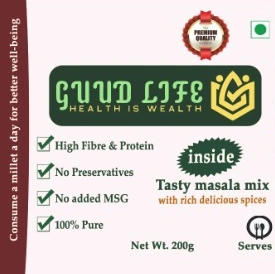 Consume a millet a day for better well-being
PREMIUM
QUALITY
GUUD LIFE
HEALTH IS WEALTH
High Fibre & Protein
No Preservatives
No added MSG
100% Pure
inside
Tasty masala mix
with rich delicious spices
Net Wt. 200g
Serves